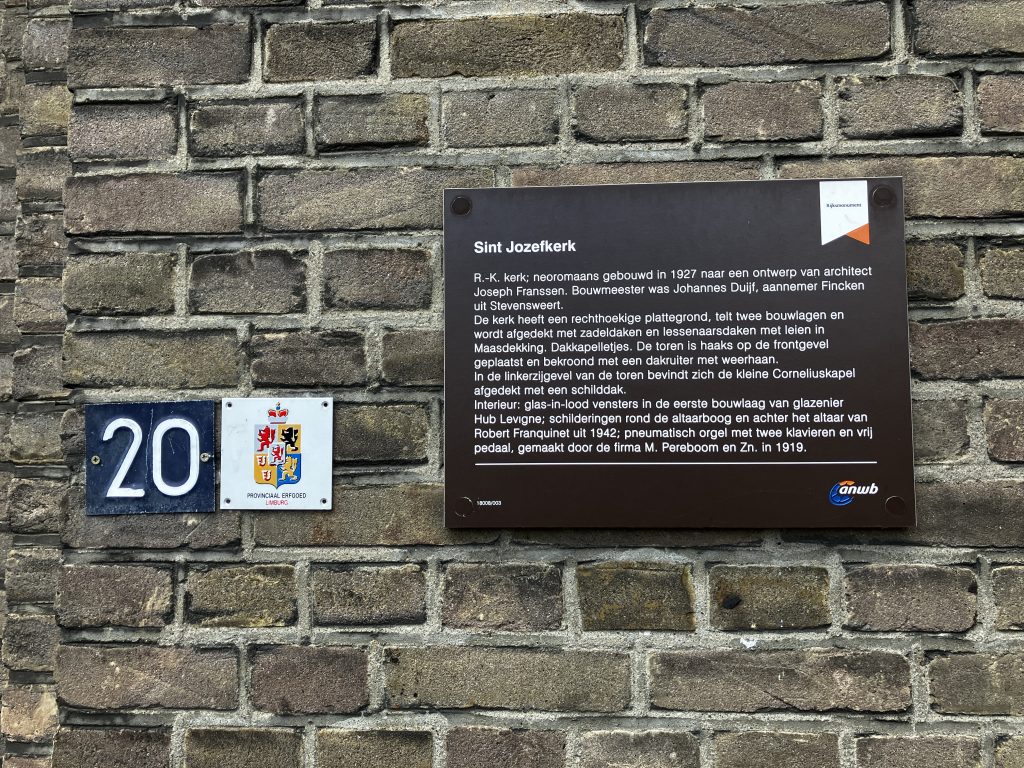 Rijksmonument
Sint Jozefkerk
R.-K. kerk; neoromaans gebouwd in 1927 naar een ontwerp van architect
Joseph Franssen. Bouwmeester was Johannes Duijf, aannemer Fincken
uit Stevensweert.
De kerk heeft een rechthoekige plattegrond, telt twee bouwlagen en
wordt afgedekt met zadeldaken en lessenaarsdaken met leien in
Maasdekking. Dakkapelletjes. De toren is haaks op de frontgevel
geplaatst en bekroond met een dakruiter met weerhaan.
In de linkerzijgevel van de toren bevindt zich de kleine Corneliuskapel
afgedekt met een schilddak.
Interieur: glas-in-lood vensters in de eerste bouwlaag van glazenier
Hub Levigne; schilderingen rond de altaarboog en achter het altaar van
Robert Franquinet uit 1942; pneumatisch orgel met twee klavieren en vrij
pedaal, gemaakt door de firma M. Pereboom en Zn. in 1919.
18008/003
anwb
20
PROVINCIAAL ERFGOED
LIMBURG